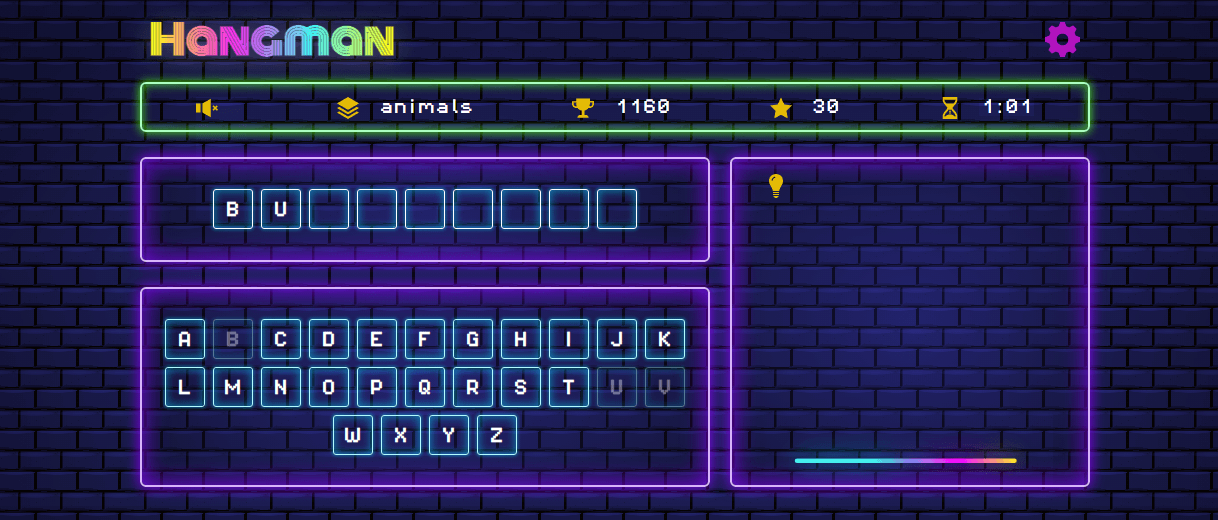 HaNGmaN
animals 1160 30 1:01
B U
A B C D E F G H I J K
L M N O P Q R S T U V
W X Y Z